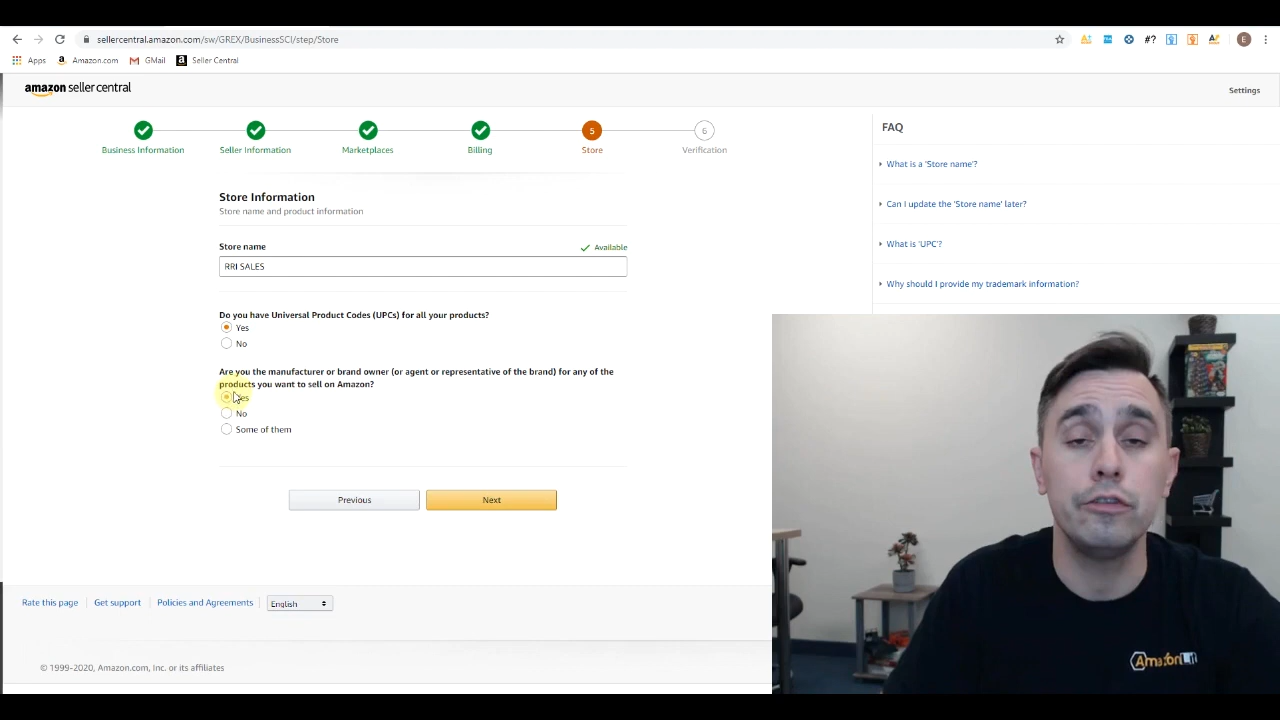 sellercentral.amazon.com/sw/GREX/BusinessSCI/step/Store
#?
E
Apps
Amazon.com
GMail
Seller Central
amazon seller central
Settings
5
6
Business Information
Seller Information
Marketplaces
Billing
Store
Verification
Store Information
Store name and product information
Store name
Available
RRI SALES
Do you have Universal Product Codes (UPCs) for all your products?
Yes
No
Are you the manufacturer or brand owner (or agent or representative of the brand) for any of the
products you want to sell on Amazon?
Yes
No
Some of them
Previous
Next
FAQ
What is a 'Store name'?
Can I update the 'Store name' later?
What is 'UPC'?
Why should I provide my trademark information?
Rate this page
Get support
Policies and Agreements
English
© 1999-2020, Amazon.com, Inc. or its affiliates